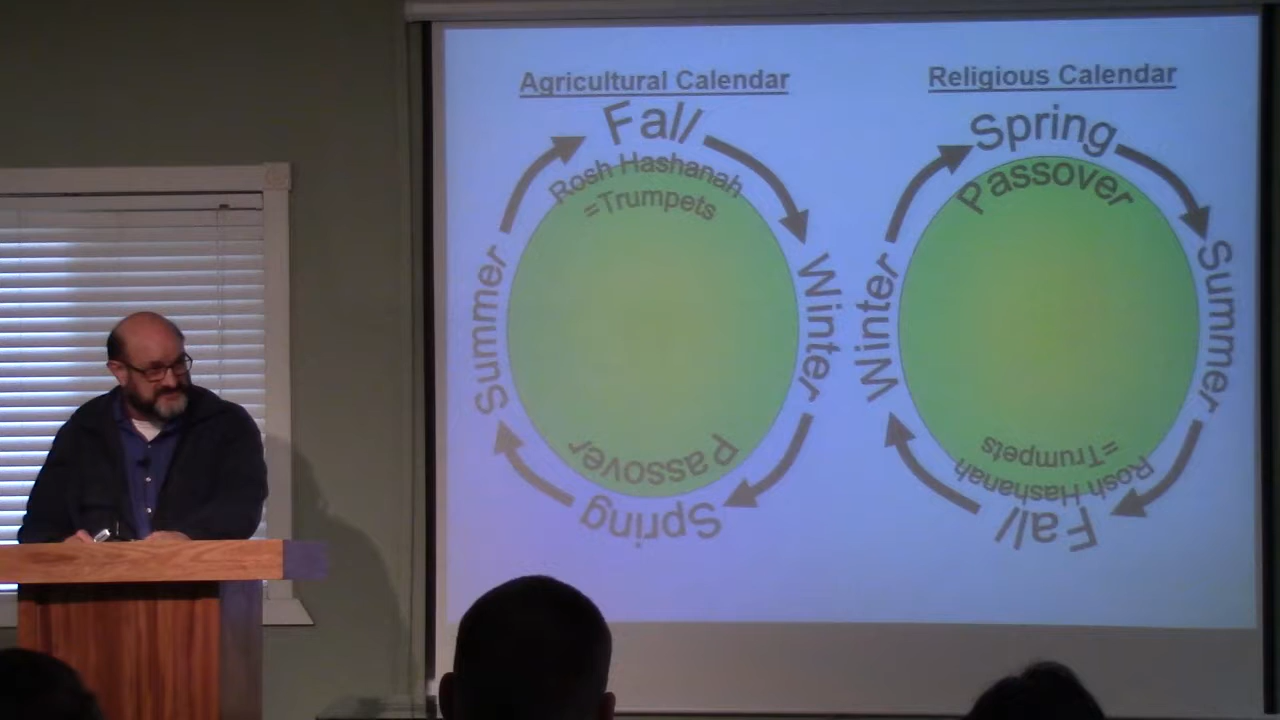 Agricultural Calendar
Fall
Rosh Hashanah
=Trumpets
Summer
Winter
Passover
Spring
Religious Calendar
Spring
Passover
Winter
Summer
=Trumpets
Rosh Hashanah
Fall